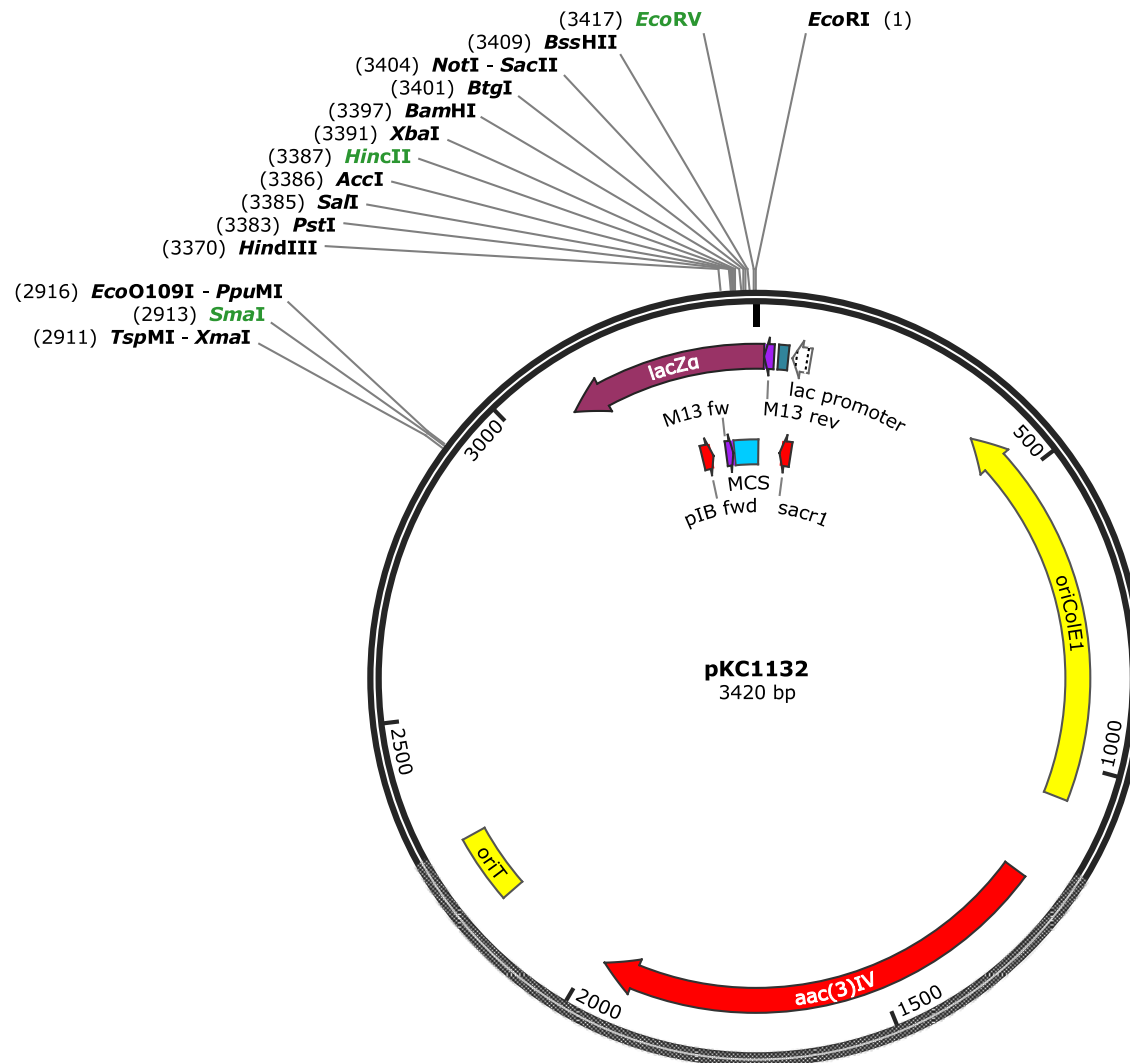 (3417) EcoRV
EcoRI (1)
(3409) BssHII
(3404) NotI - SacII
(3401) BtgI
(3397) BamHI
(3391) XbaI
(3387) HincII
(3386) AccI
(3385) SalI
(3383) PstI
(3370) HindIII
(2916) EcoO109I - PpuMI
(2913) SmaI
(2911) TspMI - XmaI
lacZα
lac promoter
M13 fw
M13 rev
3000
500
MCS
pIB fwd
sacr1
oriColE1
pKC1132
3420 bp
2500
1000
oriT
aac(3)IV
2000
1500